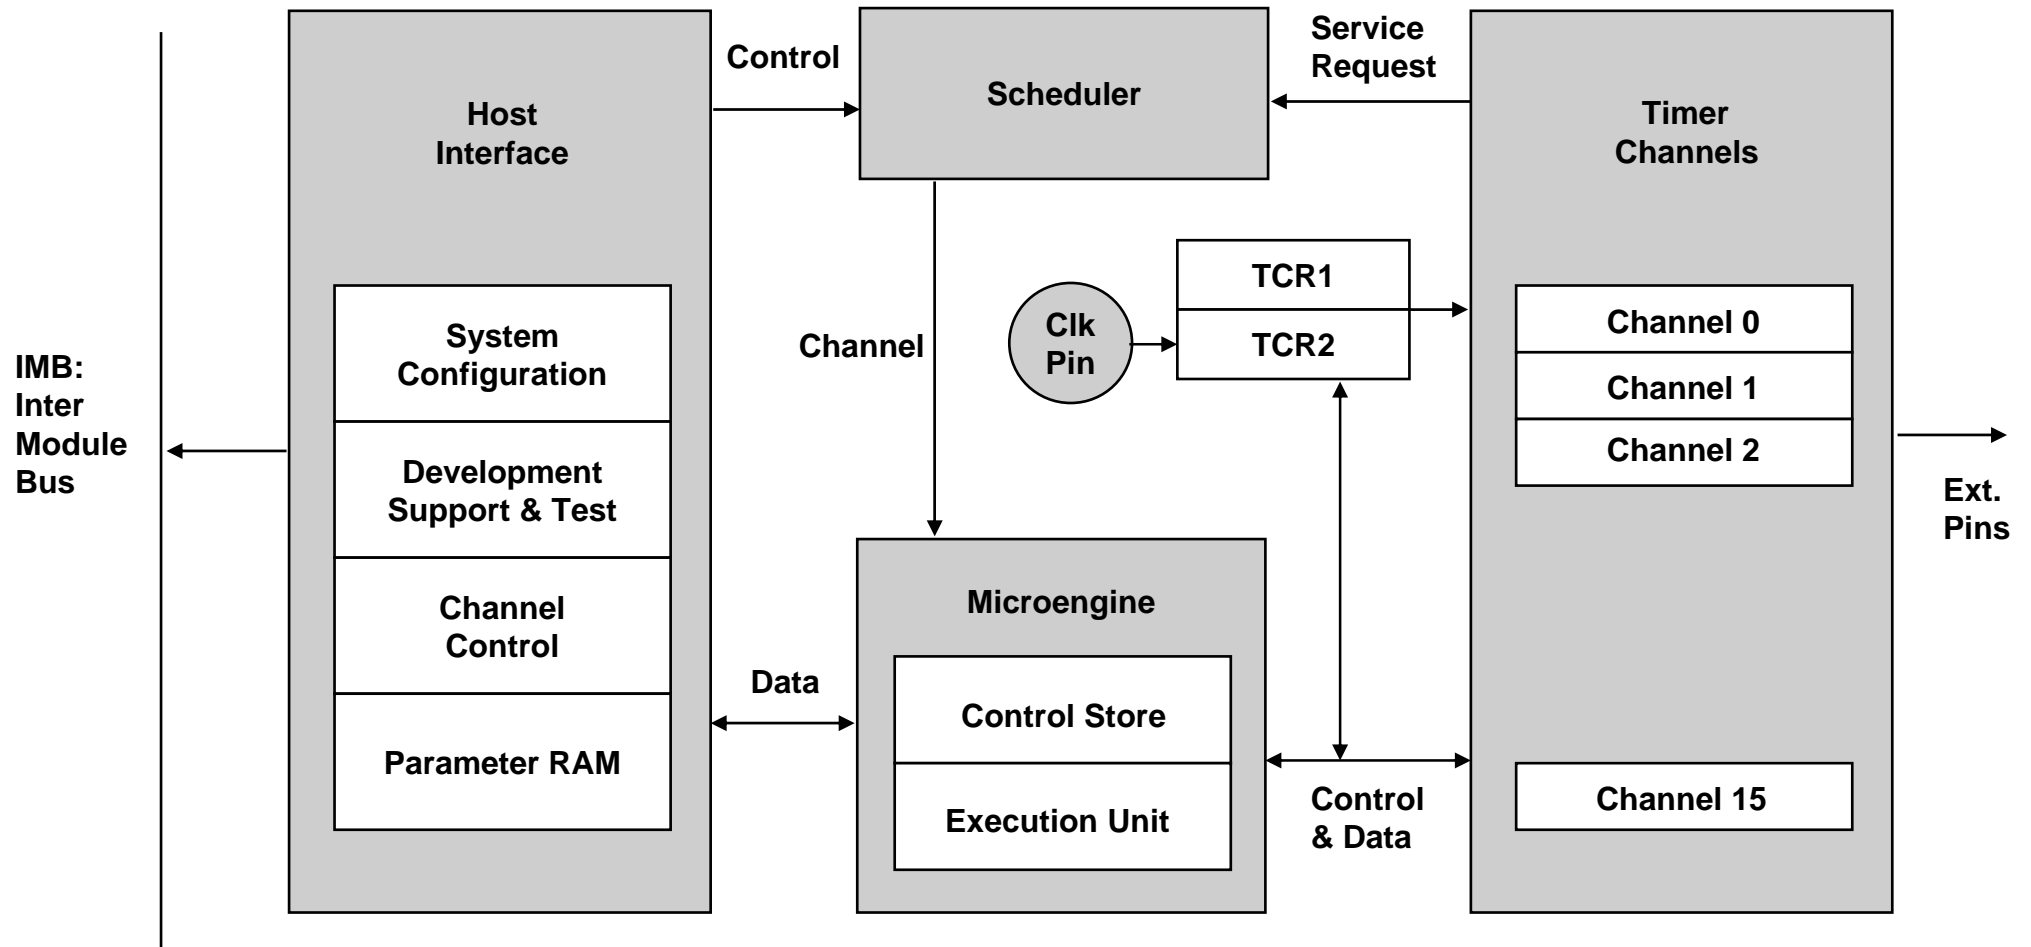 IMB:
Inter
Module
Bus
Host
Interface
System
Configuration
Development
Support & Test
Channel
Control
Parameter RAM
Control
Scheduler
Service
Request
Channel
Clk
Pin
TCR1
TCR2
Data
Microengine
Control Store
Execution Unit
Control
& Data
Timer
Channels
Channel 0
Channel 1
Channel 2
Channel 15
Ext.
Pins